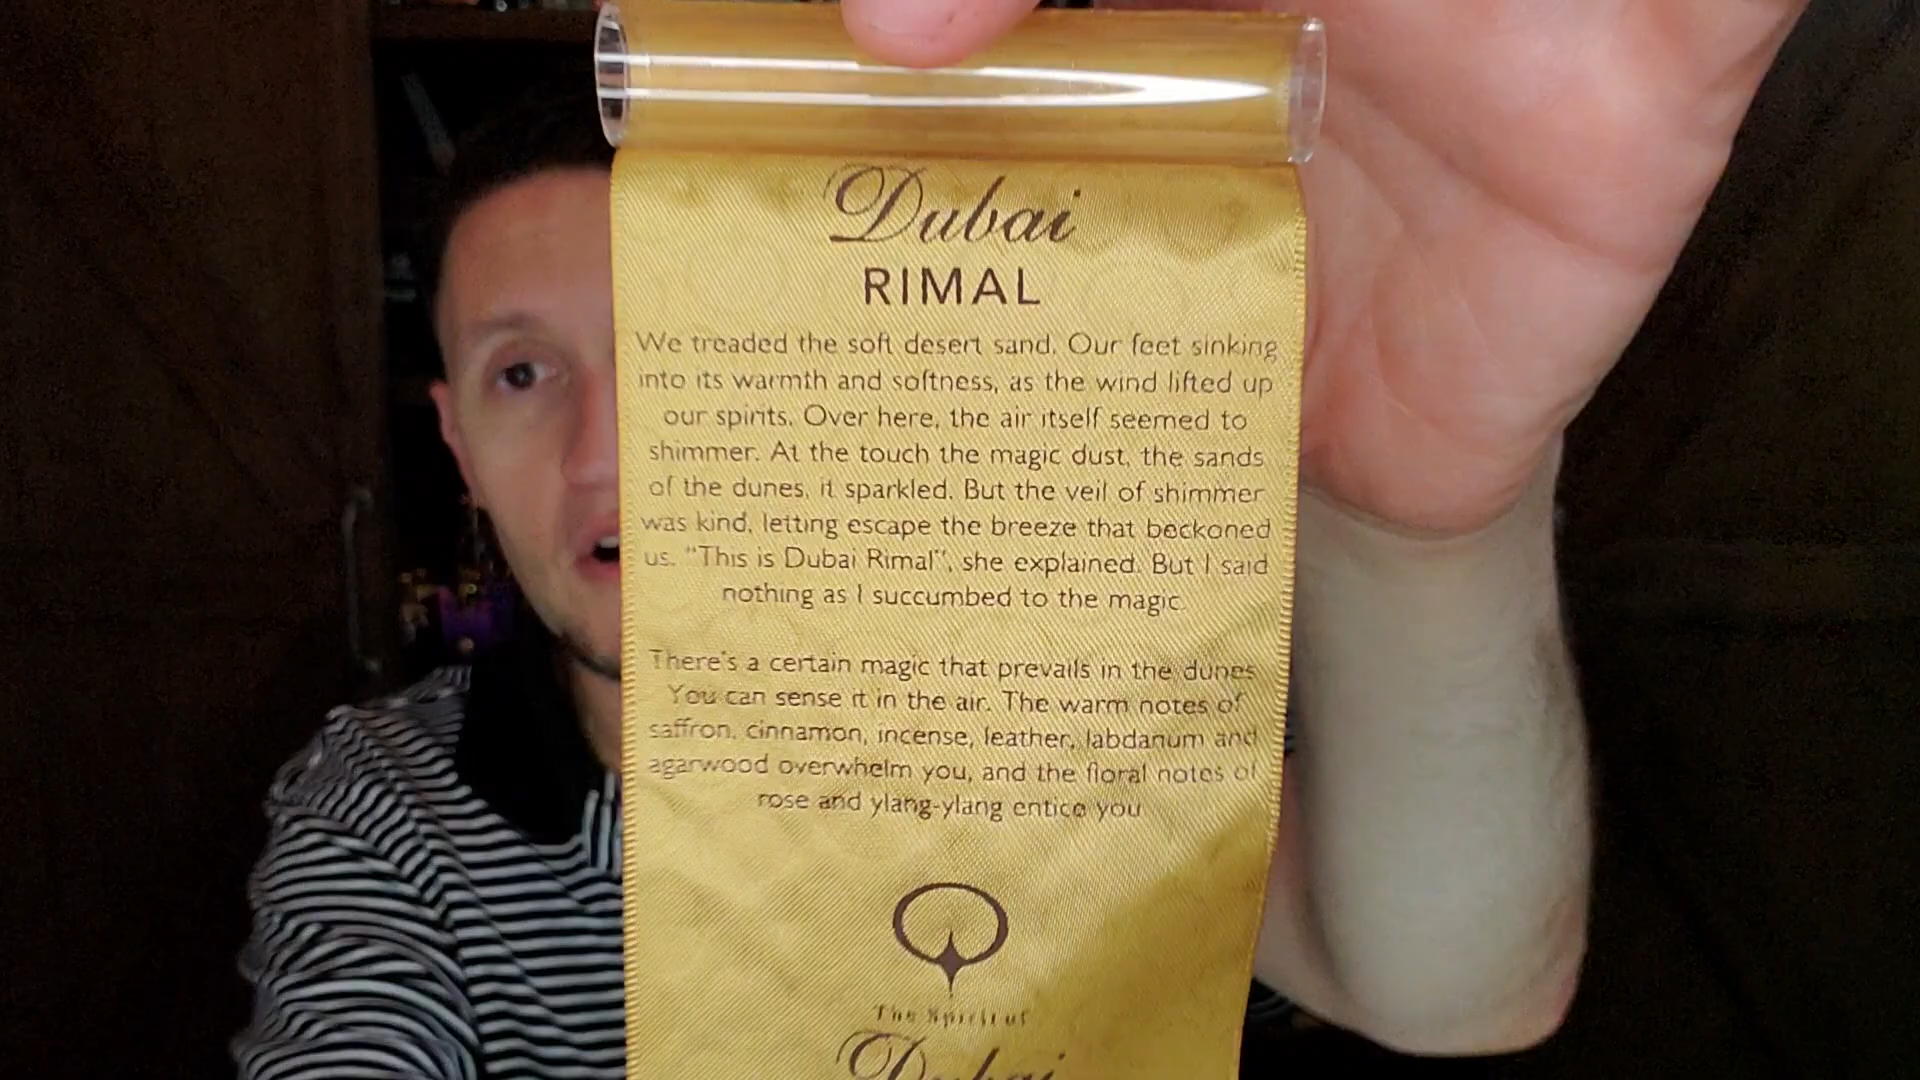 Dubai
RIMAL
We treaded the soft desert sand. Our feet sinking
into its warmth and softness, as the wind lifted up
our spirits. Over here, the air itself seemed to
shimmer. At the touch the magic dust, the sands
of the dunes, it sparkled. But the veil of shimmer
was kind, letting escape the breeze that beckoned
us. "This is Dubai Rimal", she explained. But I said
nothing as I succumbed to the magic.
There's a certain magic that prevails in the dunes
You can sense it in the air. The warm notes of
saffron, cinnamon, incense, leather, labdanum and
agarwood overwhelm you, and the floral notes of
rose and ylang-ylang entice you
The Spirit of
Dubai